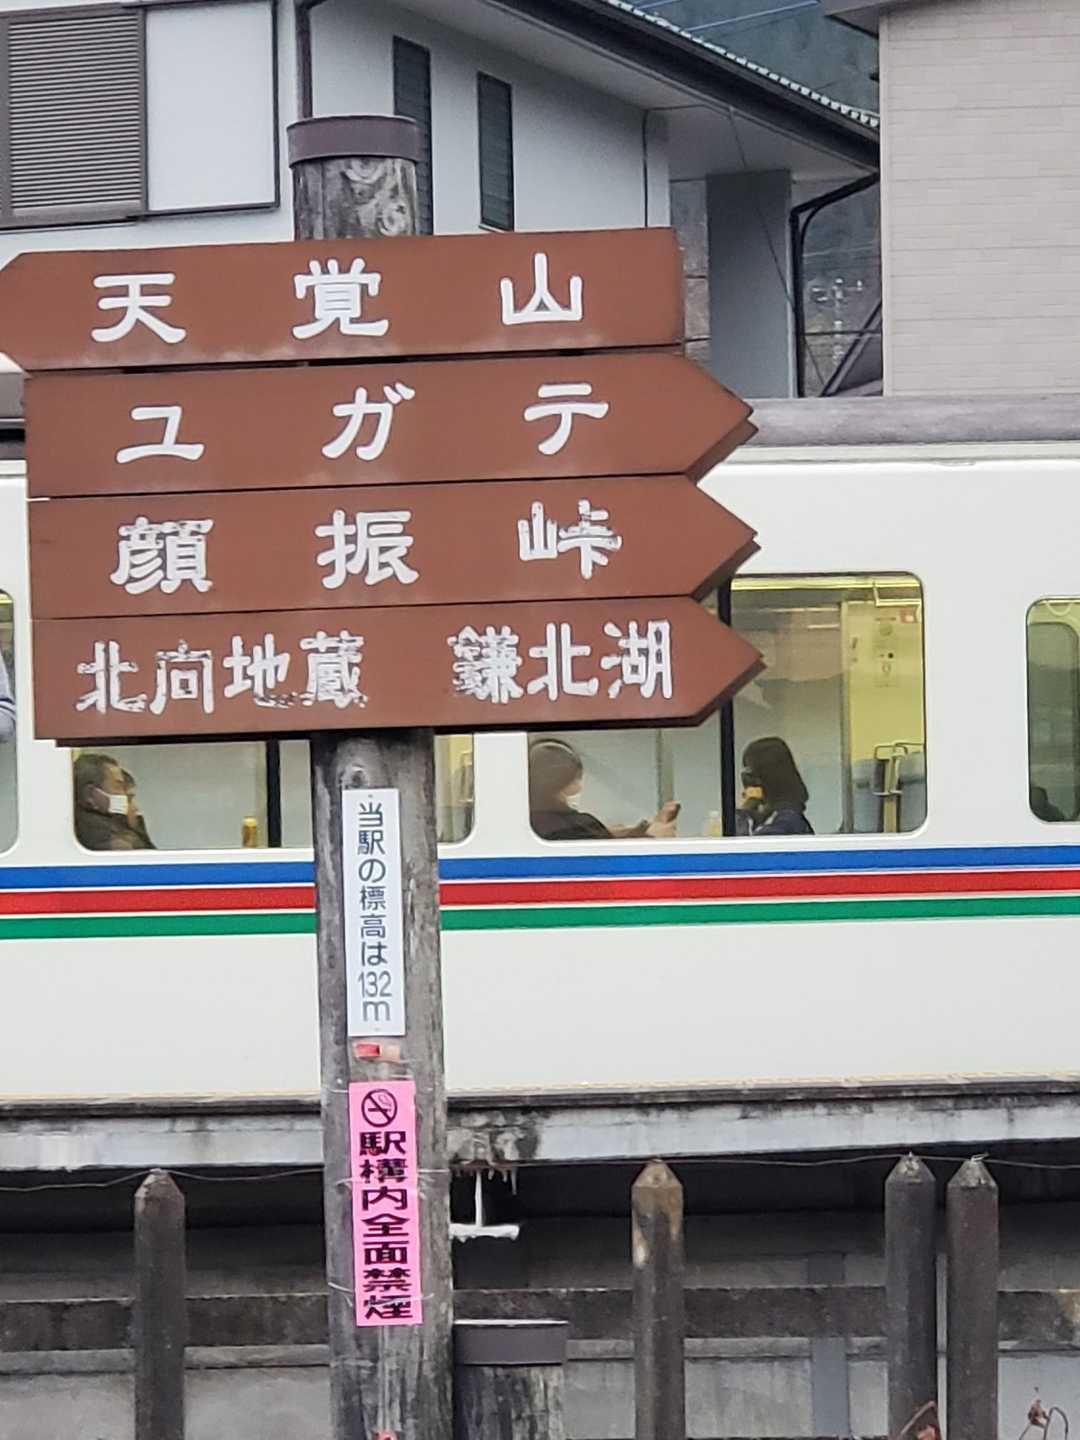 天覚山
ユガテ
顔振峠
北向地蔵 鎌北湖
当駅の標高は132m
駅構内全面禁煙